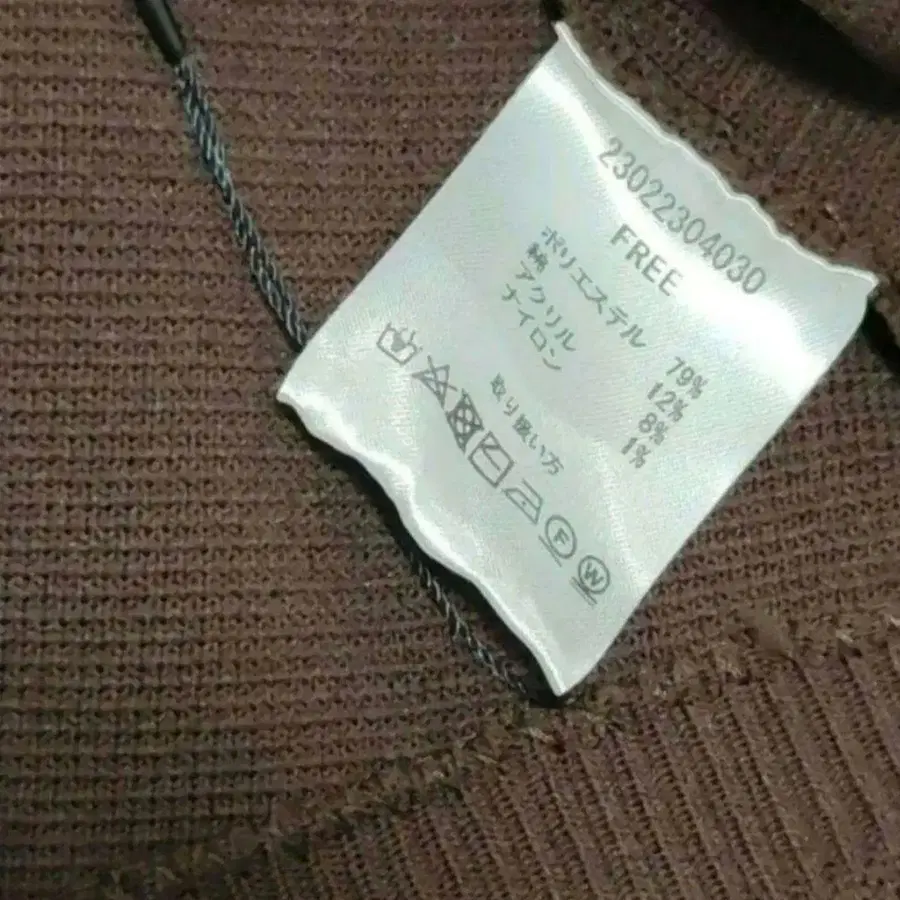 23022304030
FREE
ポリエステル 79%
綿 12%
アクリル 8%
ナイロン 1%
取り扱い方
F W